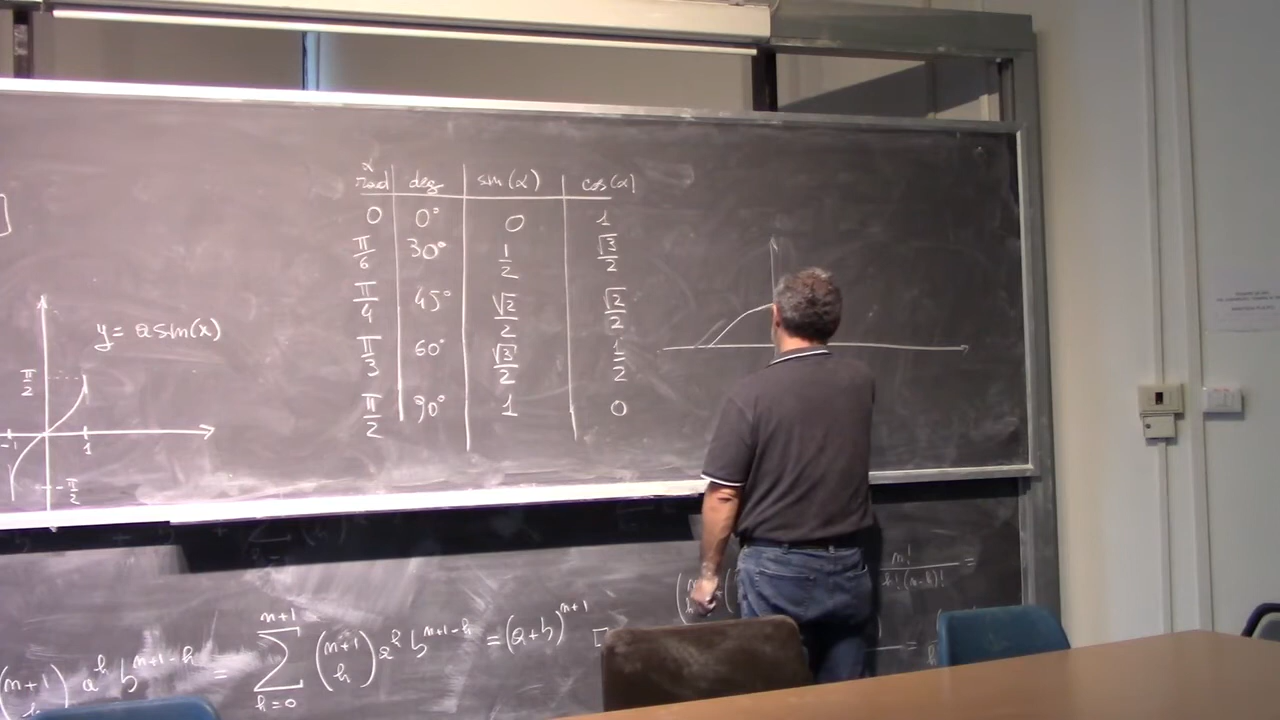 α
rad deg sin(α) cos(α)
0 0° 0 1
π/6 30° 1/2 √3/2
π/4 45° √2/2 √2/2
π/3 60° √3/2 1/2
π/2 90° 1 0
y = asin(x)
π/2
-1 1
-π/2
n!/k!(n-k)! =
(n+1 k) a^k b^(n+1-k) = ∑ k=0 n+1 (n+1 k) a^k b^(n+1-k) = (a+b)^(n+1)